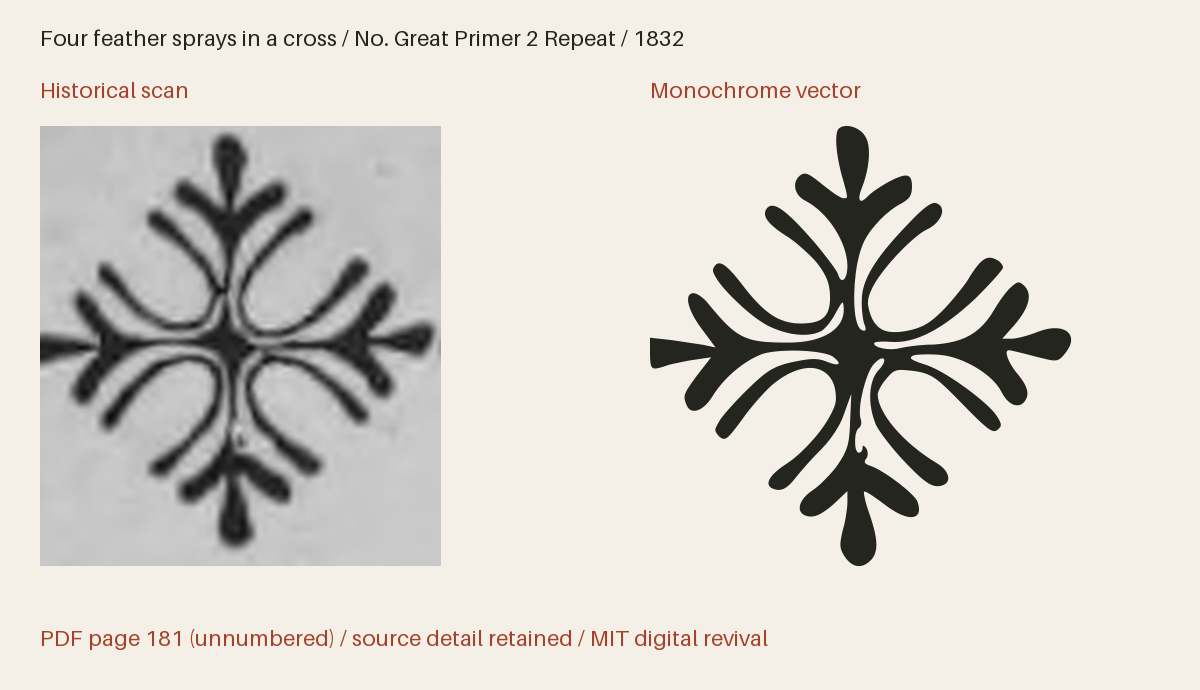 Four feather sprays in a cross / No. Great Primer 2 Repeat / 1832
Historical scan
Monochrome vector
PDF page 181 (unnumbered) / source detail retained / MIT digital revival